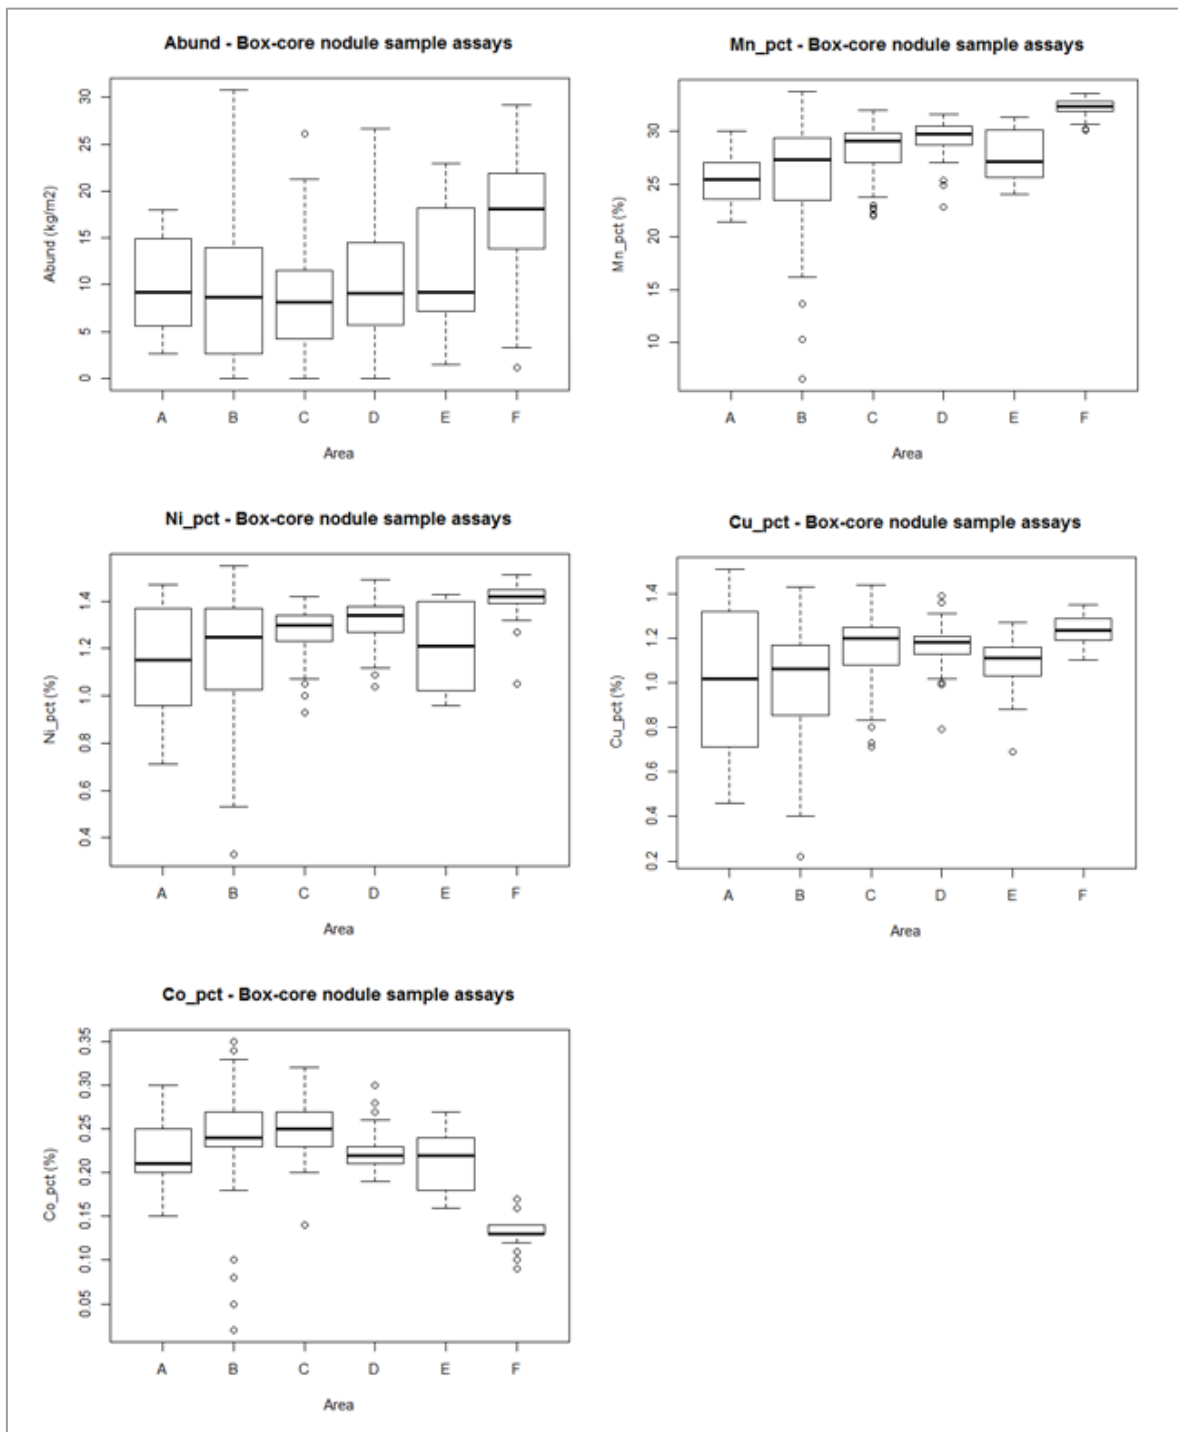 Abund - Box-core nodule sample assays
Abund (kg/m2)
30
25
20
15
10
5
0
A B C D E F
Area
Mn_pct - Box-core nodule sample assays
Mn_pct (%)
30
25
20
15
10
A B C D E F
Area
Ni_pct - Box-core nodule sample assays
Ni_pct (%)
1.4
1.2
1.0
0.8
0.6
0.4
A B C D E F
Area
Cu_pct - Box-core nodule sample assays
Cu_pct (%)
1.4
1.2
1.0
0.8
0.6
0.4
0.2
A B C D E F
Area
Co_pct - Box-core nodule sample assays
Co_pct (%)
0.35
0.30
0.25
0.20
0.15
0.10
0.05
A B C D E F
Area